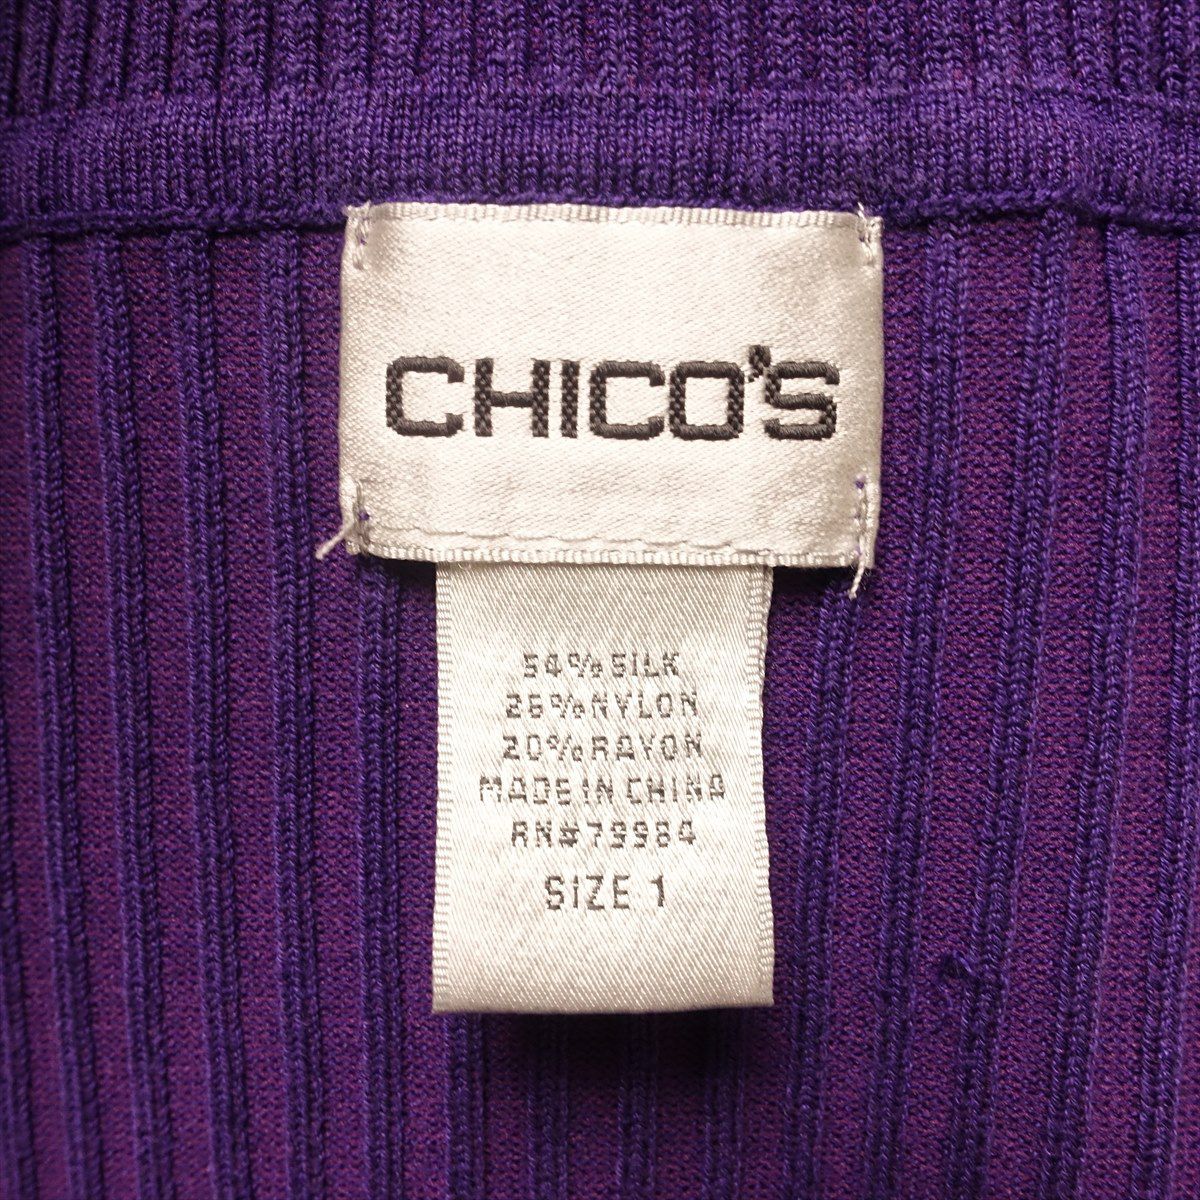 CHICO'S
54% SILK
26% NYLON
20% RAYON
MADE IN CHINA
RN#79984
SIZE 1